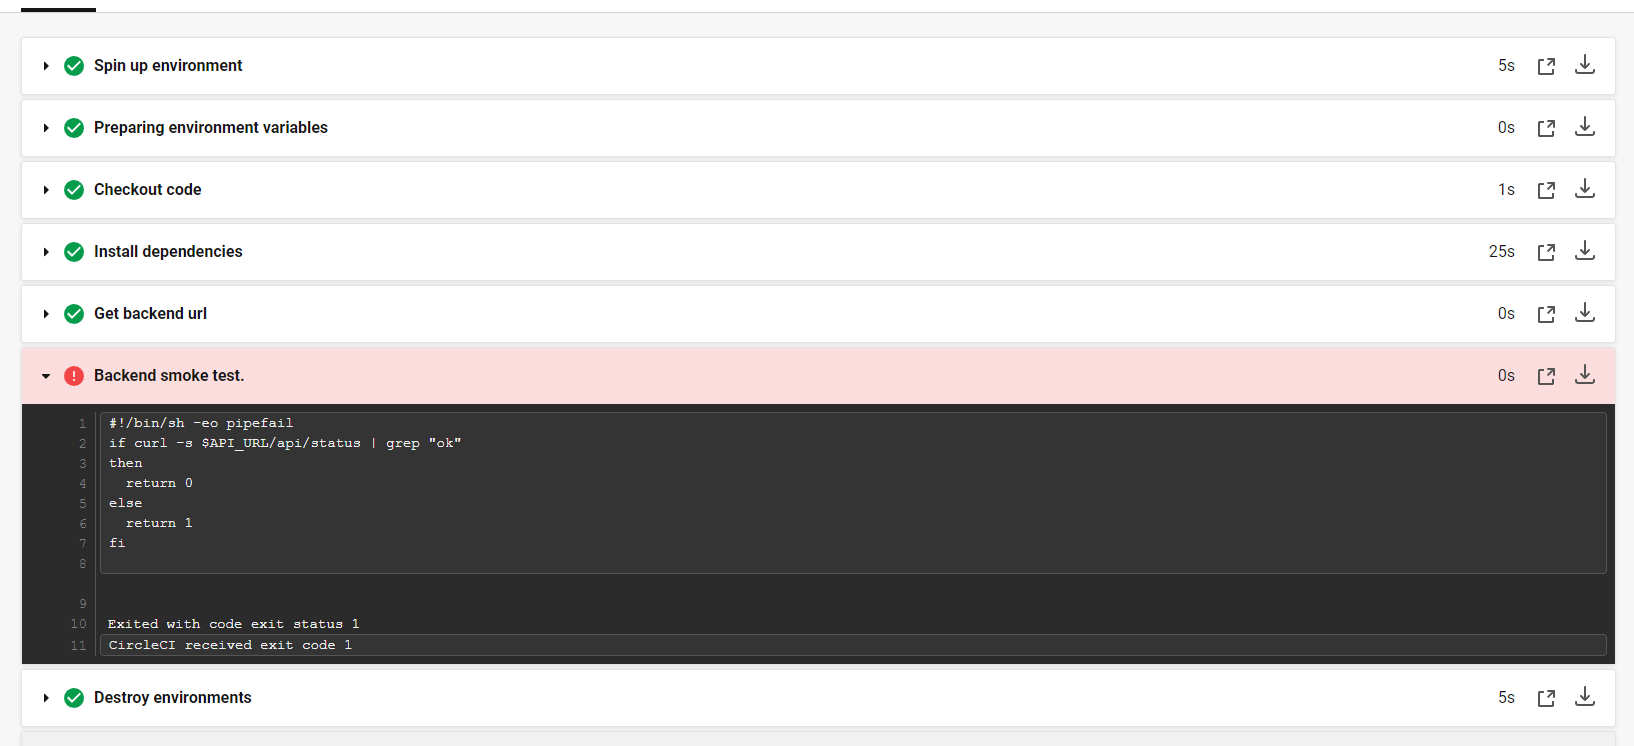 Spin up environment 5s
Preparing environment variables 0s
Checkout code 1s
Install dependencies 25s
Get backend url 0s
Backend smoke test. 0s
1 #!/bin/sh -eo pipefail
2 if curl -s $API_URL/api/status | grep "ok"
3 then
4   return 0
5 else
6   return 1
7 fi
8
9
10 Exited with code exit status 1
11 CircleCI received exit code 1
Destroy environments 5s